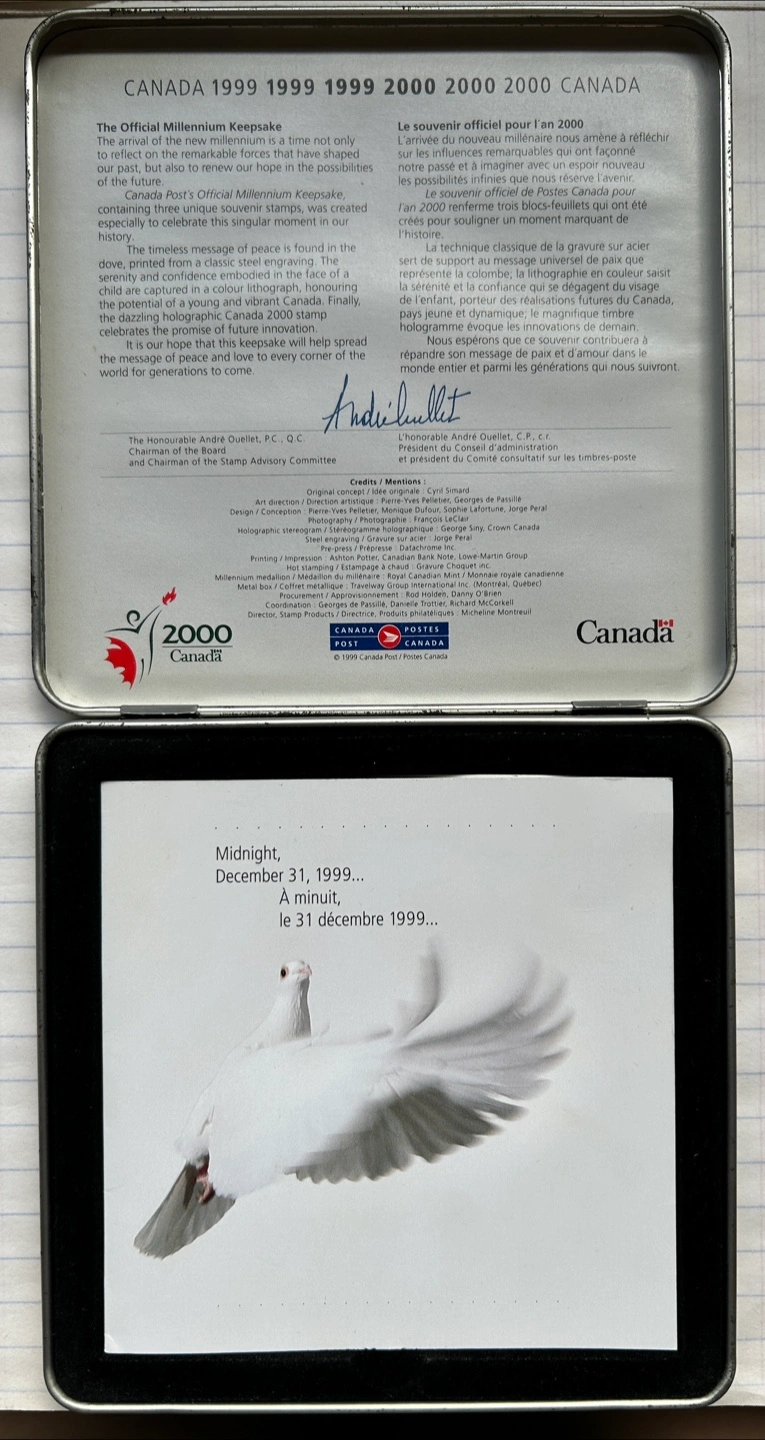 CANADA 1999 1999 1999 2000 2000 2000 CANADA
The Official Millennium Keepsake
The arrival of the new millennium is a time not only
to reflect on the remarkable forces that have shaped
our past, but also to renew our hope in the possibilities
of the future.
Canada Post's Official Millennium Keepsake,
containing three unique souvenir stamps, was created
especially to celebrate this singular moment in our
history.
The timeless message of peace is found in the
dove, printed from a classic steel engraving. The
serenity and confidence embodied in the face of a
child are captured in a colour lithograph, honouring
the potential of a young and vibrant Canada. Finally,
the dazzling holographic Canada 2000 stamp
celebrates the promise of future innovation.
It is our hope that this keepsake will help spread
the message of peace and love to every corner of the
world for generations to come.
Le souvenir officiel pour l'an 2000
L'arrivée du nouveau millénaire nous amène à réfléchir
sur les influences remarquables qui ont façonné
notre passé et à imaginer avec un espoir nouveau
les possibilités infinies que nous réserve l'avenir.
Le souvenir officiel de Postes Canada pour
l'an 2000 renferme trois blocs-feuillets qui ont été
créés pour souligner un moment marquant de
l'histoire.
La technique classique de la gravure sur acier
sert de support au message universel de paix que
représente la colombe; la lithographie en couleur saisit
la sérénité et la confiance qui se dégagent du visage
de l'enfant, porteur des réalisations futures du Canada,
pays jeune et dynamique; le magnifique timbre
hologramme évoque les innovations de demain.
Nous espérons que ce souvenir contribuera à
répandre son message de paix et d'amour dans le
monde entier et parmi les générations qui nous suivront.
André Ouellet
The Honourable André Ouellet, P.C., Q.C.
Chairman of the Board
and Chairman of the Stamp Advisory Committee
L'honorable André Ouellet, C.P., c.r.
Président du Conseil d'administration
et président du Comité consultatif sur les timbres-poste
Credits / Mentions :
Original concept / Idée originale : Cyril Simard
Art direction / Direction artistique : Pierre-Yves Pelletier, Georges de Passillé
Design / Conception : Pierre-Yves Pelletier, Monique Dufour, Sophie Lafortune, Jorge Peral
Photography / Photographie : François LeClair
Holographic stereogram / Stéréogramme holographique : George Siny, Crown Canada
Steel engraving / Gravure sur acier : Jorge Peral
Pre-press / Prépresse : Datachrome Inc.
Printing / Impression : Ashton Potter, Canadian Bank Note, Lowe-Martin Group
Hot stamping / Estampage à chaud : Gravure Choquet inc.
Millennium medallion / Médaillon du millénaire : Royal Canadian Mint / Monnaie royale canadienne
Metal box / Coffret métallique : Travelway Group International Inc. (Montréal, Québec)
Procurement / Approvisionnement : Rod Holden, Danny O'Brien
Coordination : Georges de Passillé, Danielle Trottier, Richard McCorkell
Director, Stamp Products / Directrice, Produits philatéliques : Micheline Montreuil
2000
Canada
CANADA POSTES
POST CANADA
© 1999 Canada Post / Postes Canada
Canada
Midnight,
December 31, 1999...
À minuit,
le 31 décembre 1999...